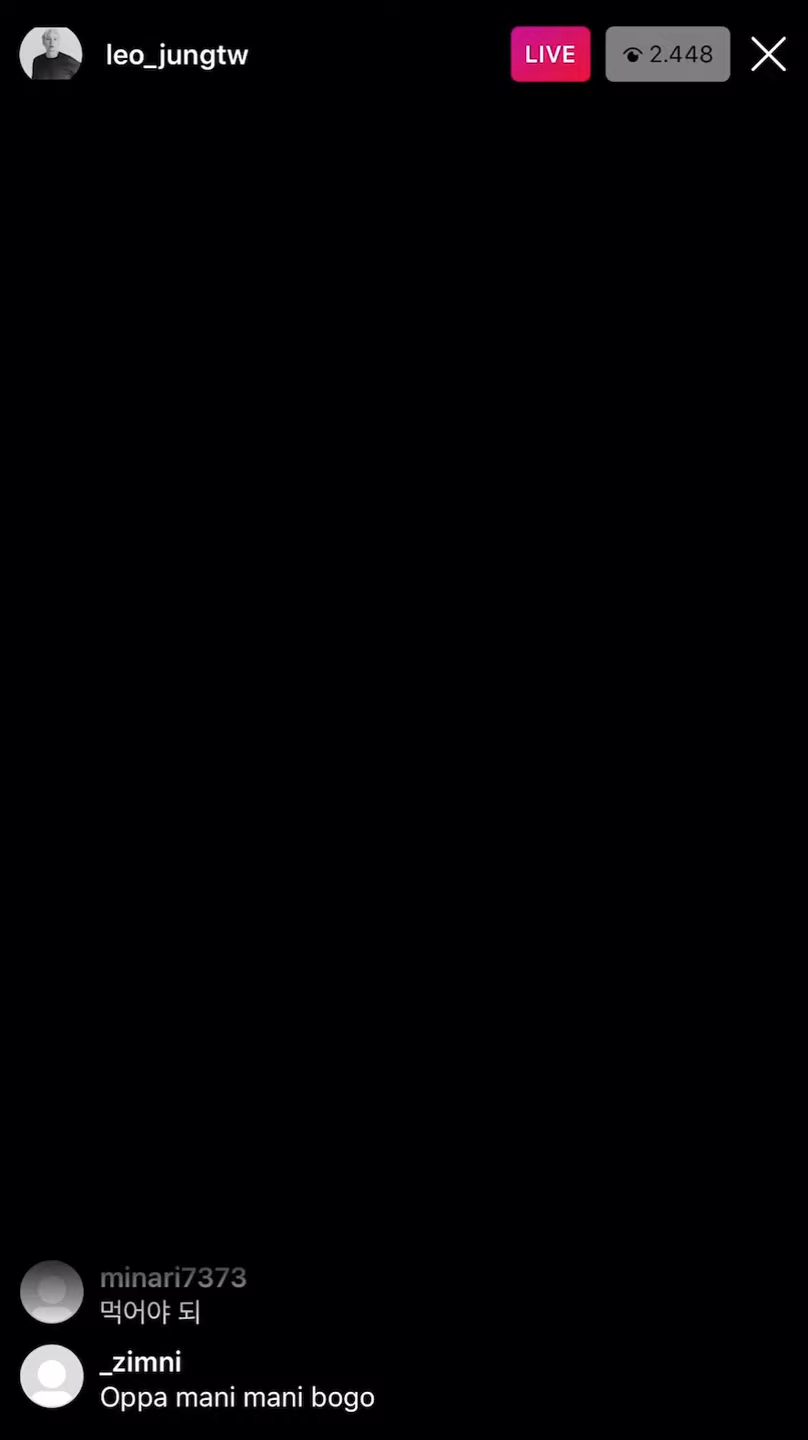 leo_jungtw
LIVE
2.448
minari7373
먹어야 되
_zimni
Oppa mani mani bogo